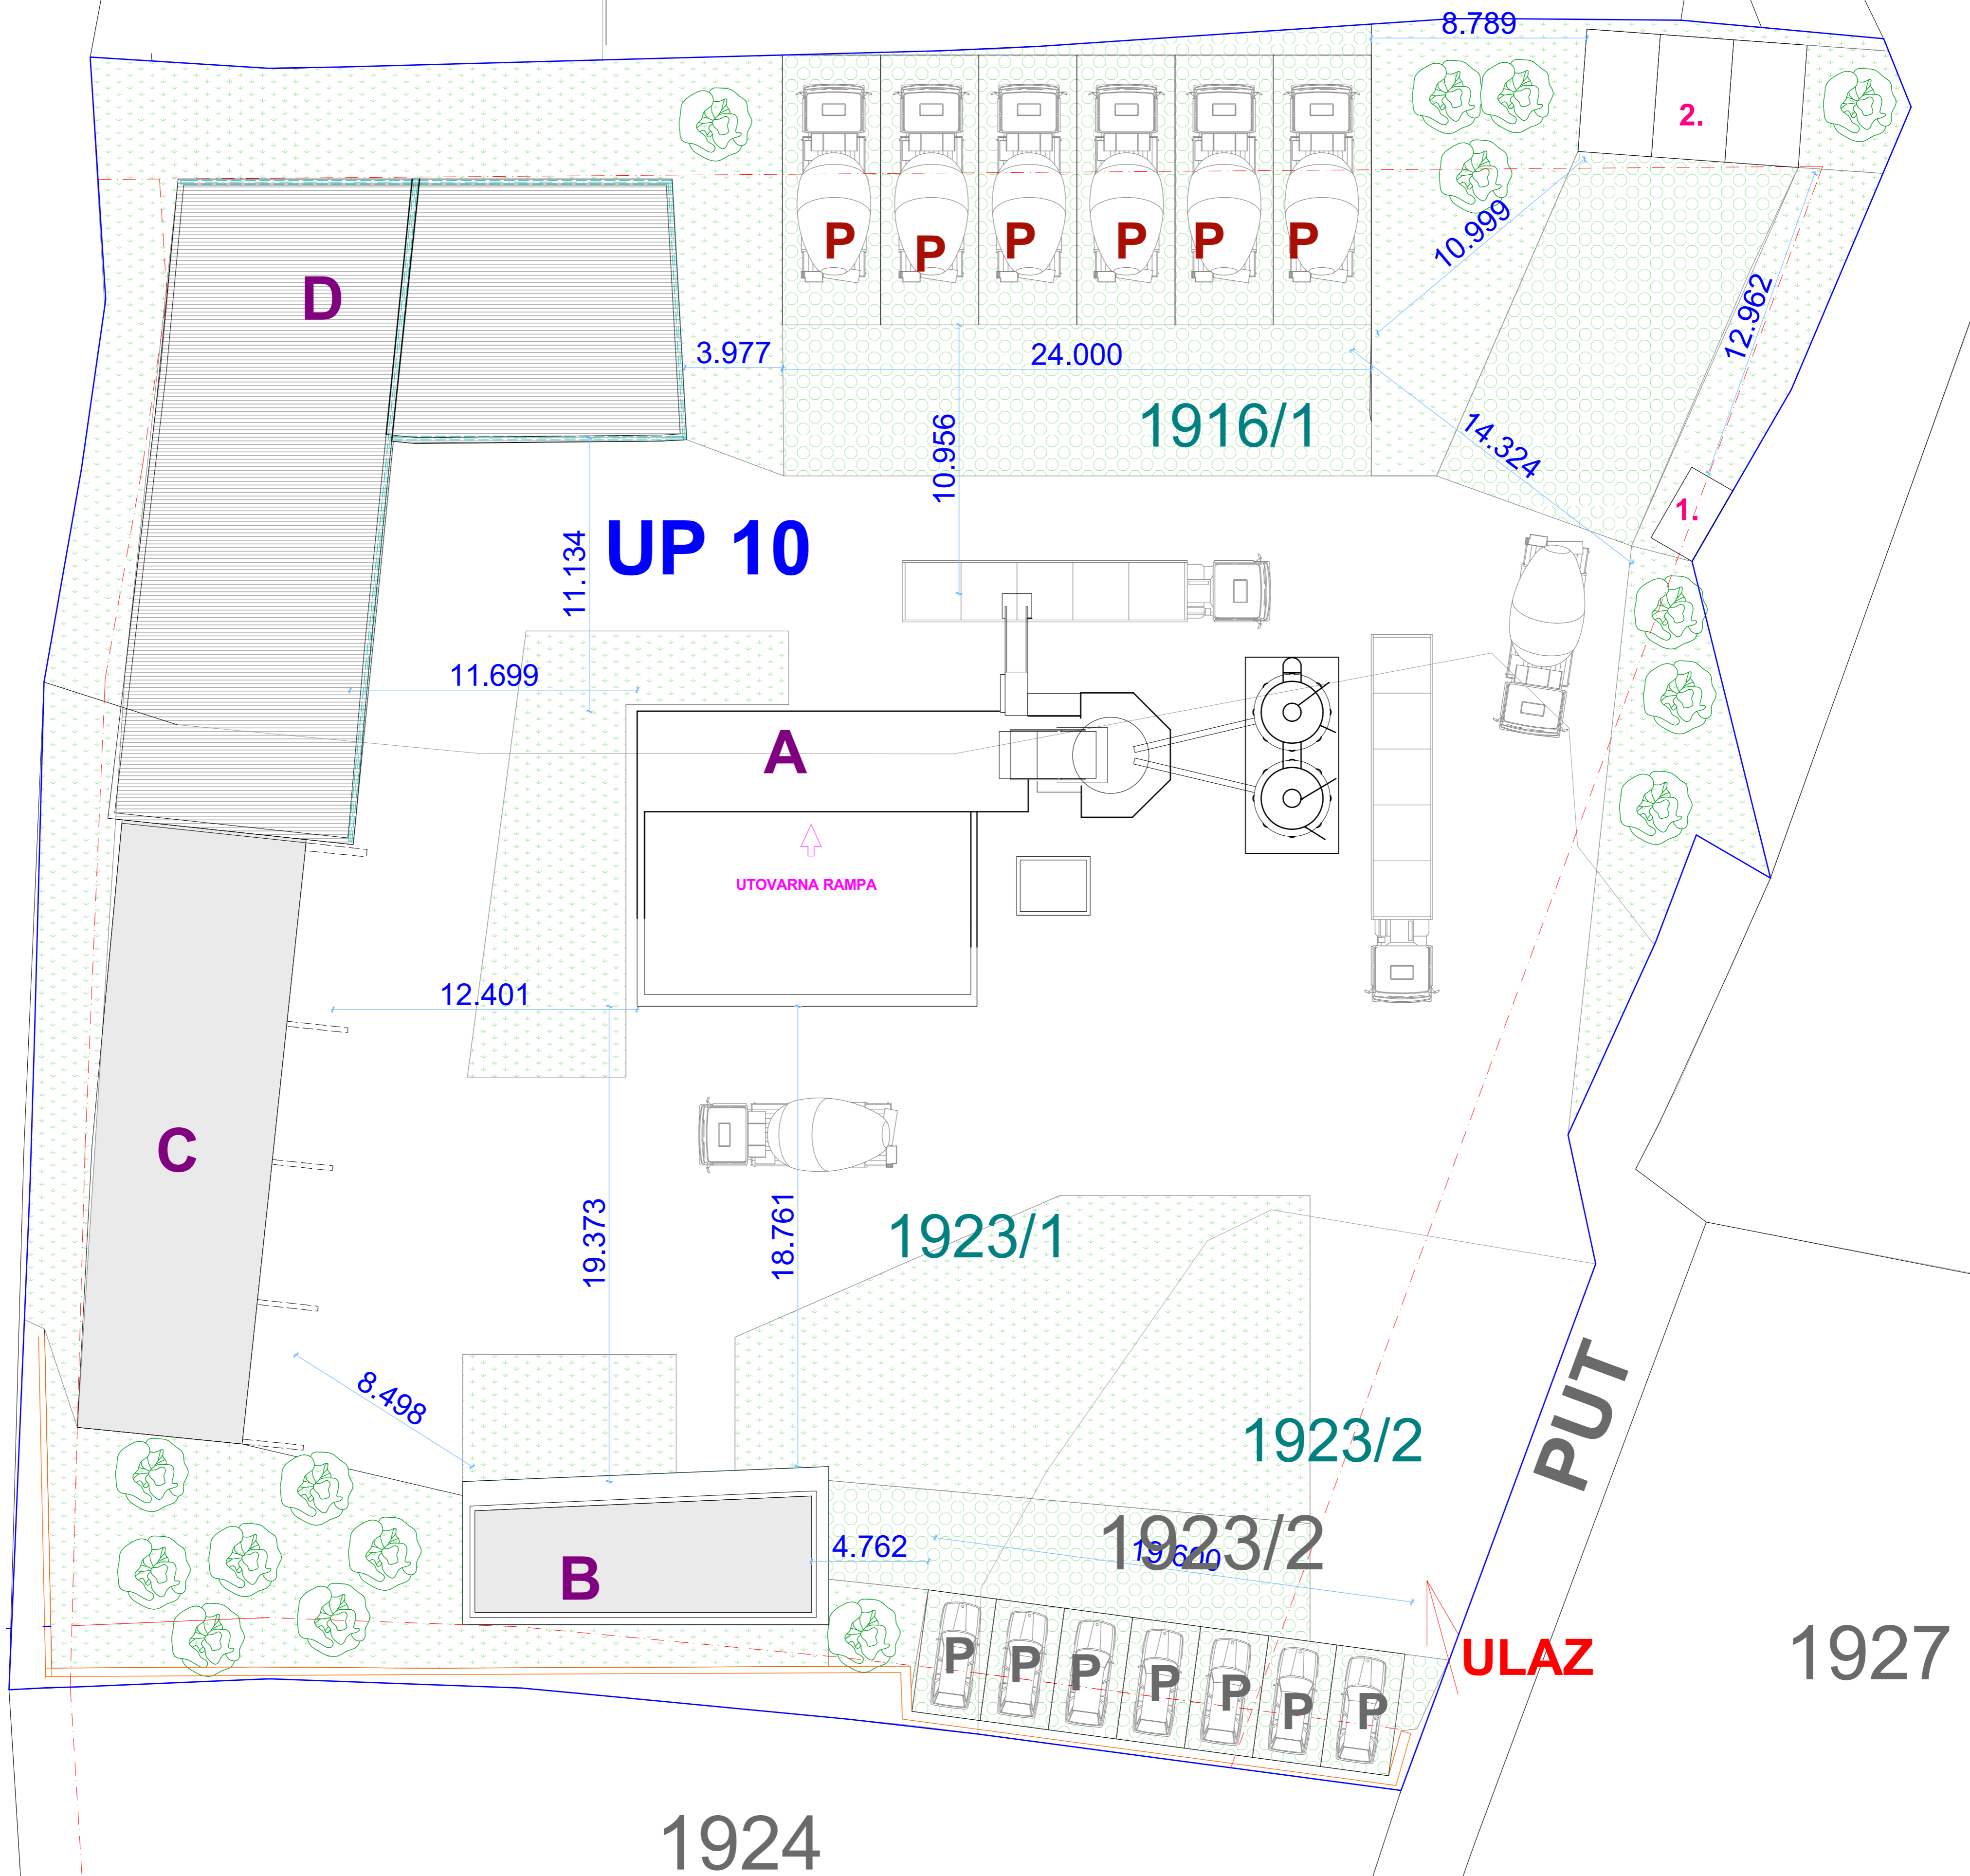 8.789
2.
P P P P P P
10.999
D
12.962
3.977
24.000
1916/1
10.956
14.324
1.
UP 10
11.134
11.699
A
UTOVARNA RAMPA
12.401
C
19.373
18.761
1923/1
8.498
PUT
1923/2
1923/2
4.762
19.600
B
ULAZ
1927
P P P P P P P
1924